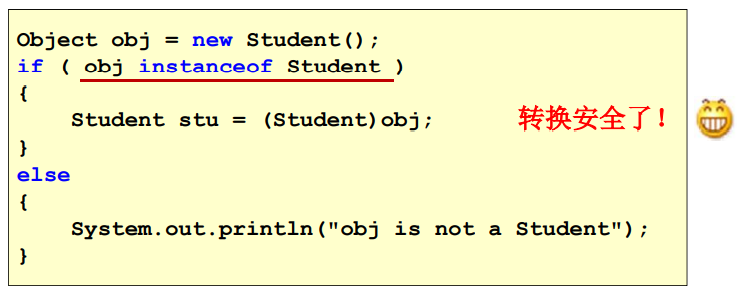 Object obj = new Student();
if ( obj instanceof Student )
{
Student stu = (Student)obj;
转换安全了！
}
else
{
System.out.println("obj is not a Student");
}